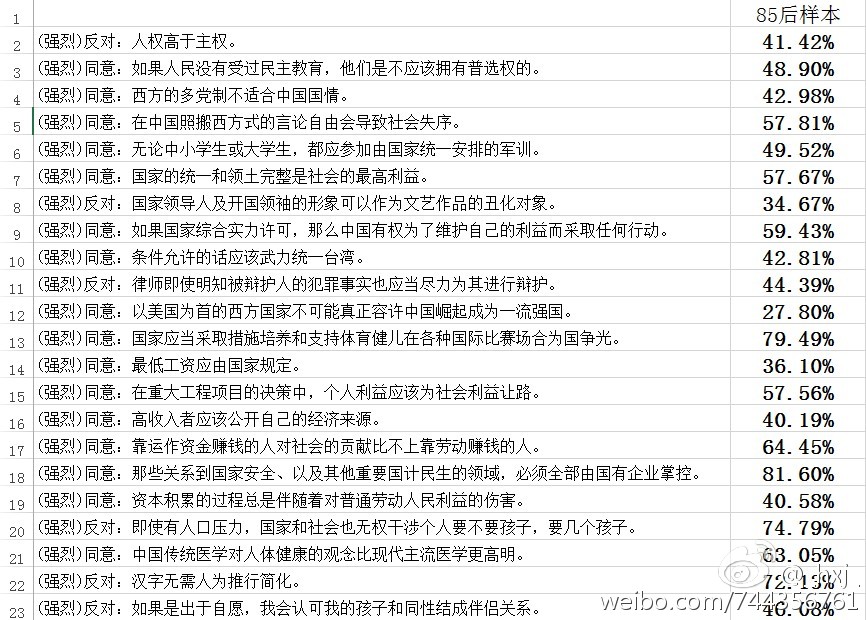 1 85后样本
2 (强烈)反对：人权高于主权。 41.42%
3 (强烈)同意：如果人民没有受过民主教育，他们是不应该拥有普选权的。 48.90%
4 (强烈)同意：西方的多党制不适合中国国情。 42.98%
5 (强烈)同意：在中国照搬西方式的言论自由会导致社会失序。 57.81%
6 (强烈)同意：无论中小学生或大学生，都应参加由国家统一安排的军训。 49.52%
7 (强烈)同意：国家的统一和领土完整是社会的最高利益。 57.67%
8 (强烈)反对：国家领导人及开国领袖的形象可以作为文艺作品的丑化对象。 34.67%
9 (强烈)同意：如果国家综合实力许可，那么中国有权为了维护自己的利益而采取任何行动。 59.43%
10 (强烈)同意：条件允许的话应该武力统一台湾。 42.81%
11 (强烈)反对：律师即使明知被辩护人的犯罪事实也应当尽力为其进行辩护。 44.39%
12 (强烈)同意：以美国为首的西方国家不可能真正容许中国崛起成为一流强国。 27.80%
13 (强烈)同意：国家应当采取措施培养和支持体育健儿在各种国际比赛场合为国争光。 79.49%
14 (强烈)同意：最低工资应由国家规定。 36.10%
15 (强烈)同意：在重大工程项目的决策中，个人利益应该为社会利益让路。 57.56%
16 (强烈)同意：高收入者应该公开自己的经济来源。 40.19%
17 (强烈)同意：靠运作资金赚钱的人对社会的贡献比不上靠劳动赚钱的人。 64.45%
18 (强烈)同意：那些关系到国家安全、以及其他重要国计民生的领域，必须全部由国有企业掌控。 81.60%
19 (强烈)同意：资本积累的过程总是伴随着对普通劳动人民利益的伤害。 40.58%
20 (强烈)反对：即使有人口压力，国家和社会也无权干涉个人要不要孩子，要几个孩子。 74.79%
21 (强烈)同意：中国传统医学对人体健康的观念比现代主流医学更高明。 63.05%
22 (强烈)反对：汉字无需人为推行简化。
23 (强烈)反对：如果是出于自愿，我会认可我的孩子和同性结成伴侣关系。
weibo.com/744356761